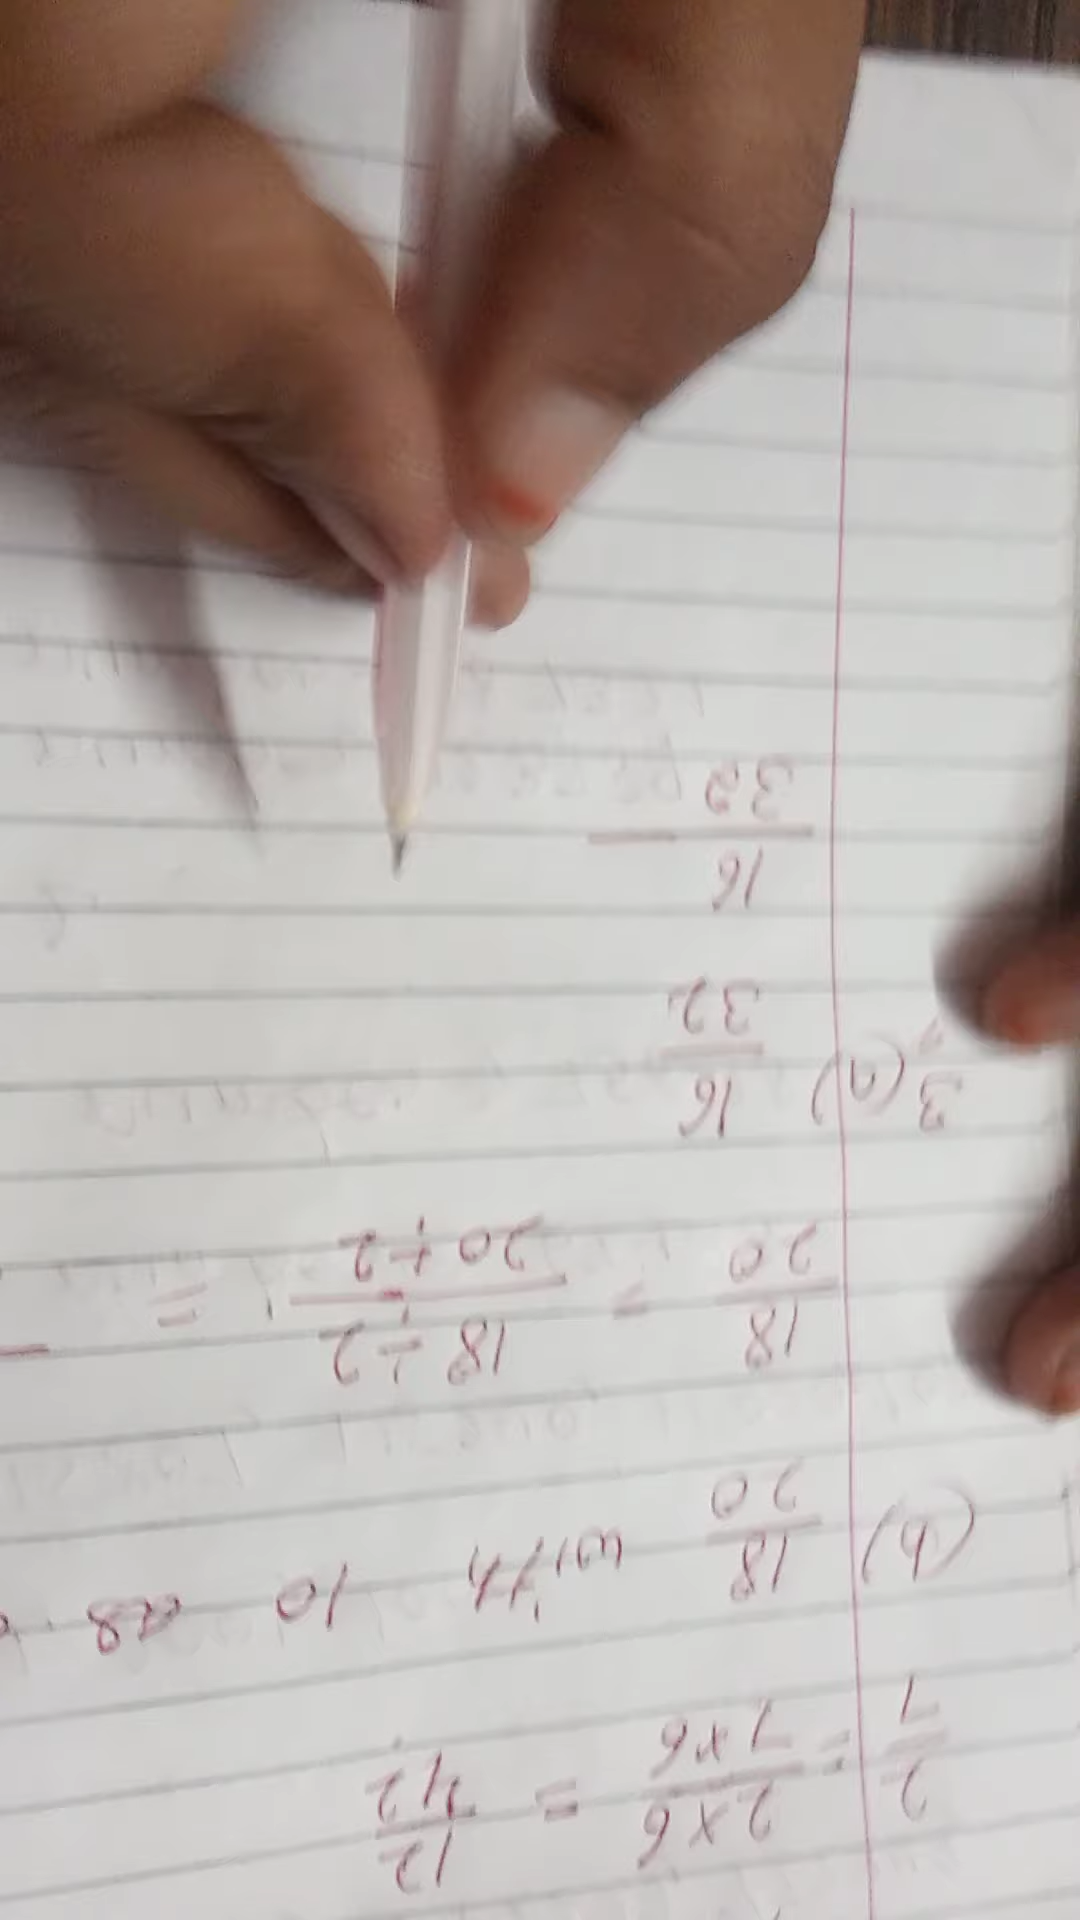 2/7 = 2×6/7×6 = 12/42
(b) 18/20 with 10 as
18/20 = 18÷2/20÷2 =
3 (a) 16/32
16/32